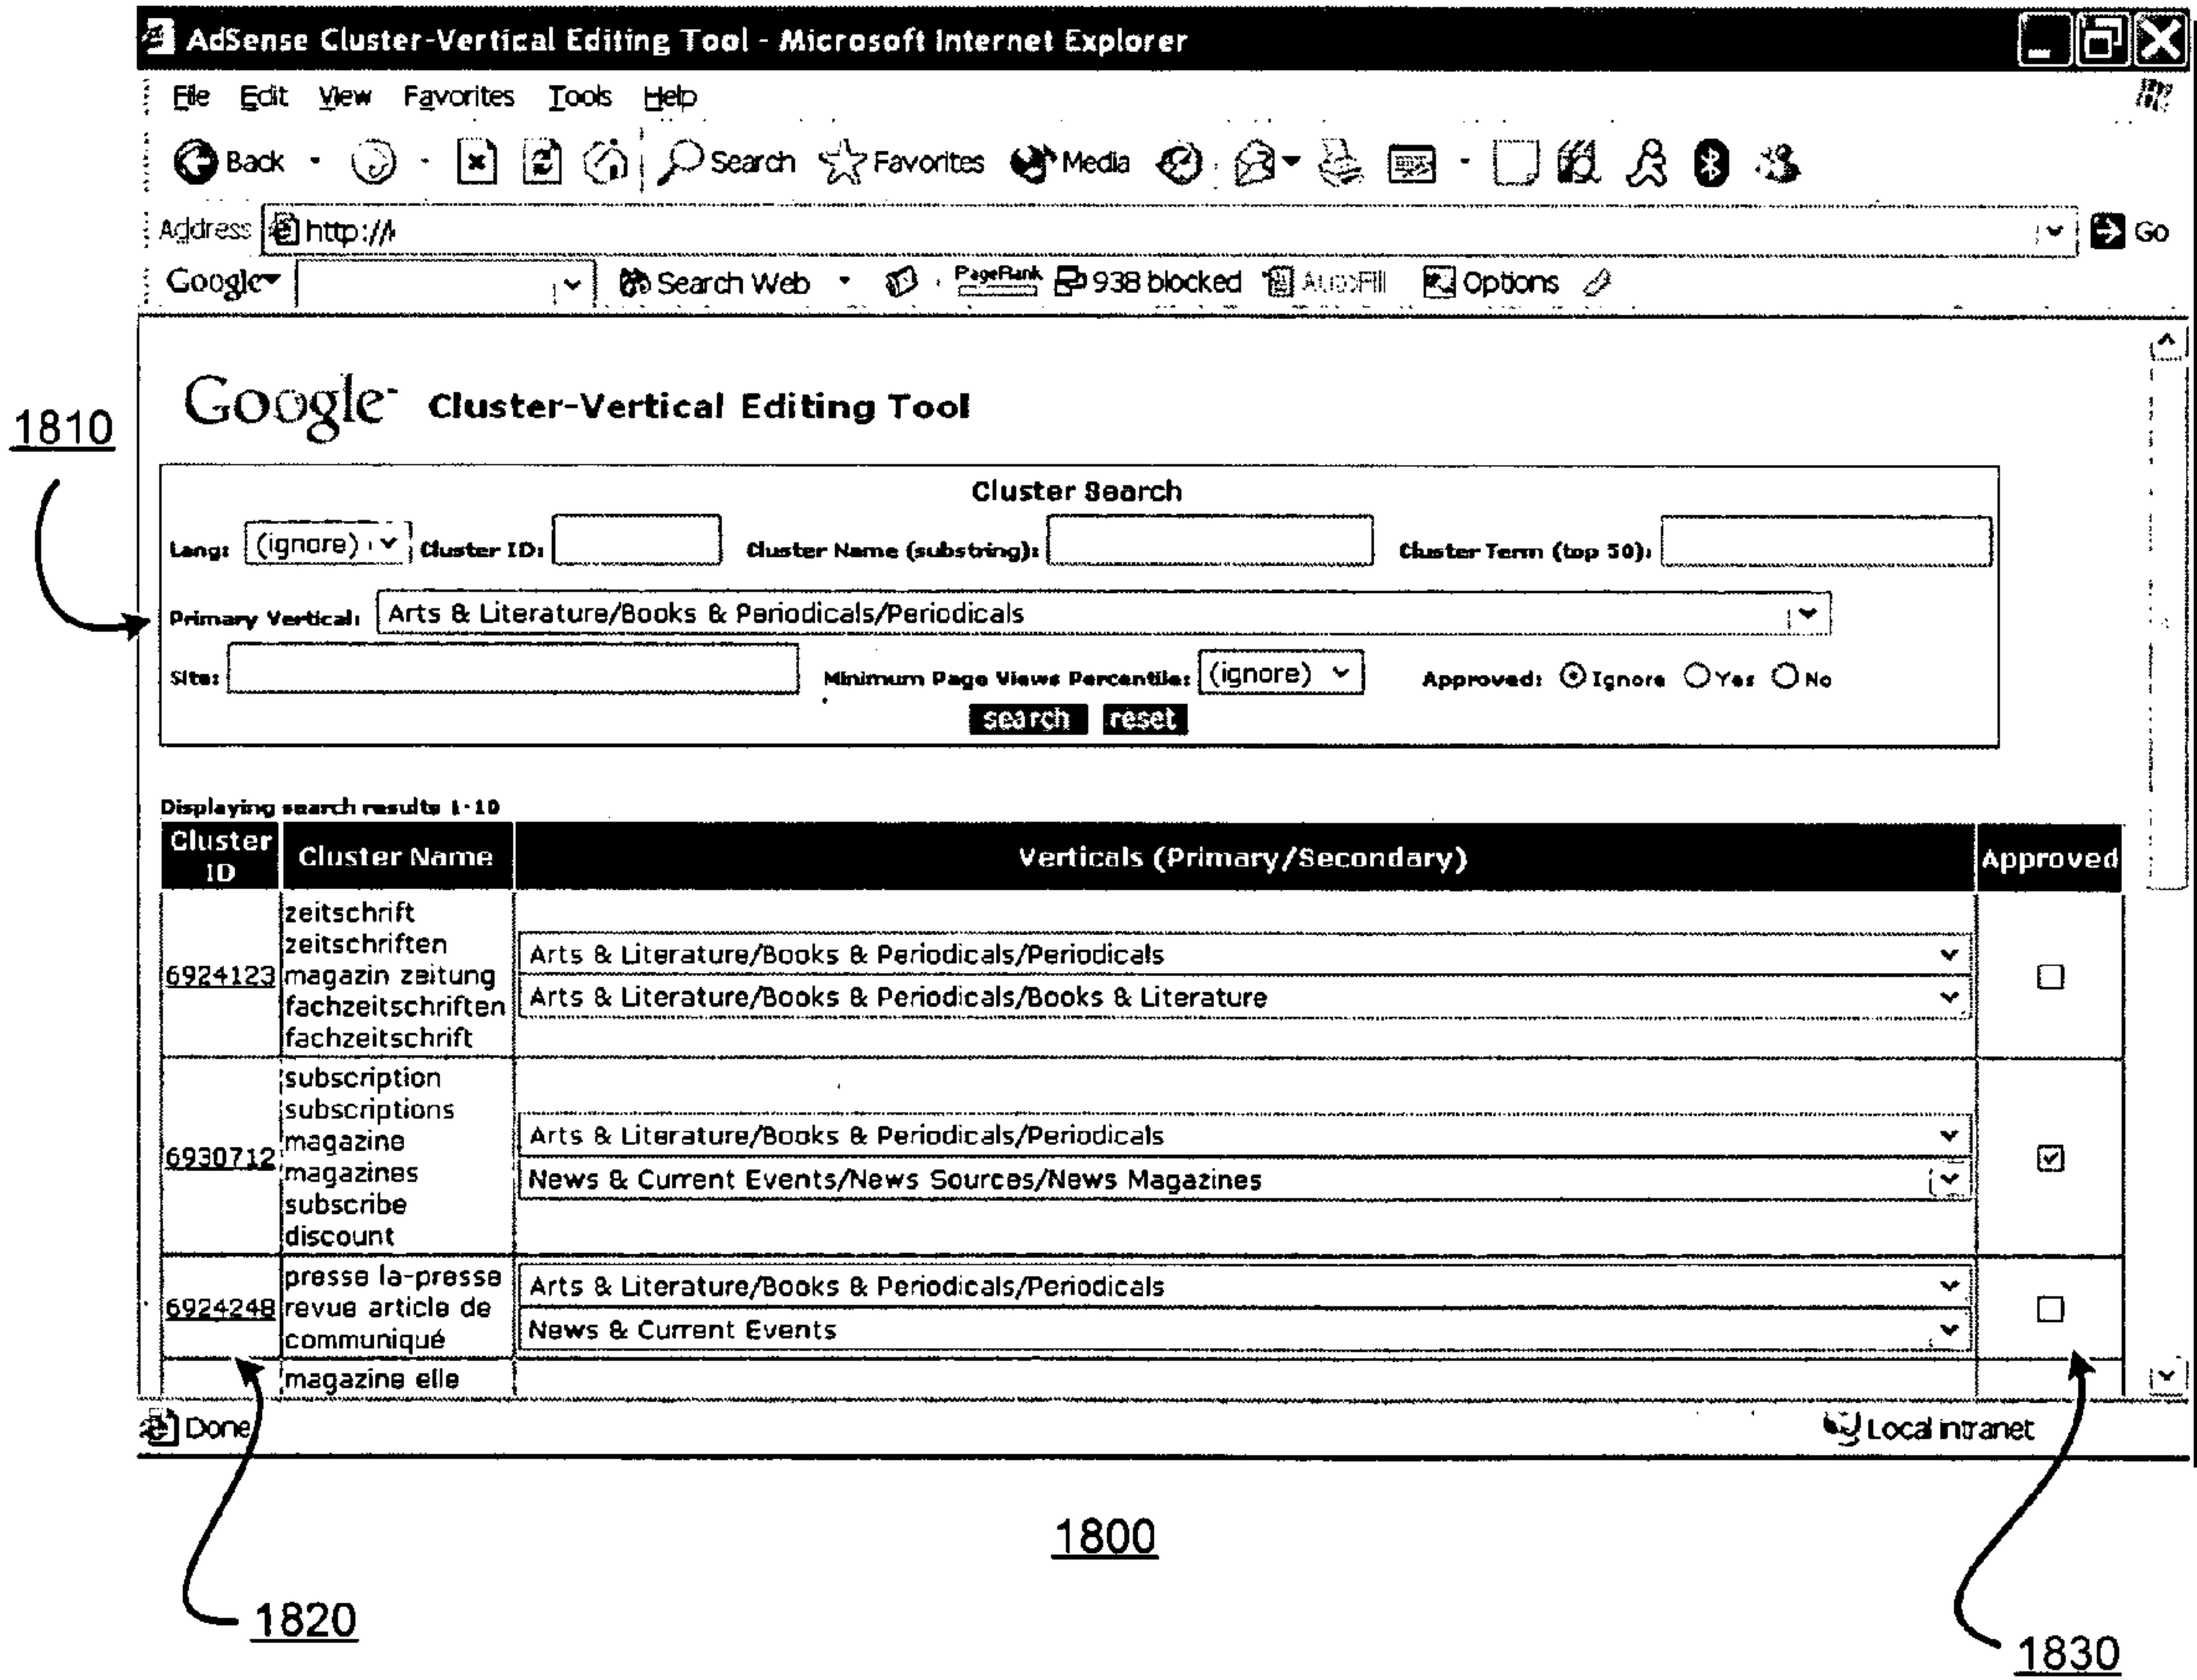 AdSense Cluster-Vertical Editing Tool - Microsoft Internet Explorer
File Edit View Favorites Tools Help
Back Search Favorites Media
Address http:// Go
Google Search Web PageRank 938 blocked AutoFill Options
Google Cluster-Vertical Editing Tool
1810
Cluster Search
Lang: (ignore) Cluster ID: Cluster Name (substring): Cluster Term (top 50):
Primary Vertical: Arts & Literature/Books & Periodicals/Periodicals
Site: Minimum Page Views Percentile: (ignore) Approved: Ignore Yes No
search reset
Displaying search results 1-10
Cluster ID Cluster Name Verticals (Primary/Secondary) Approved
6924123
zeitschrift
zeitschriften
magazin zeitung
fachzeitschriften
fachzeitschrift
Arts & Literature/Books & Periodicals/Periodicals
Arts & Literature/Books & Periodicals/Books & Literature
6930712
subscription
subscriptions
magazine
magazines
subscribe
discount
Arts & Literature/Books & Periodicals/Periodicals
News & Current Events/News Sources/News Magazines
6924248
presse la-presse
revue article de
communiqué
Arts & Literature/Books & Periodicals/Periodicals
News & Current Events
magazine elle
Done Local intranet
1800
1820
1830